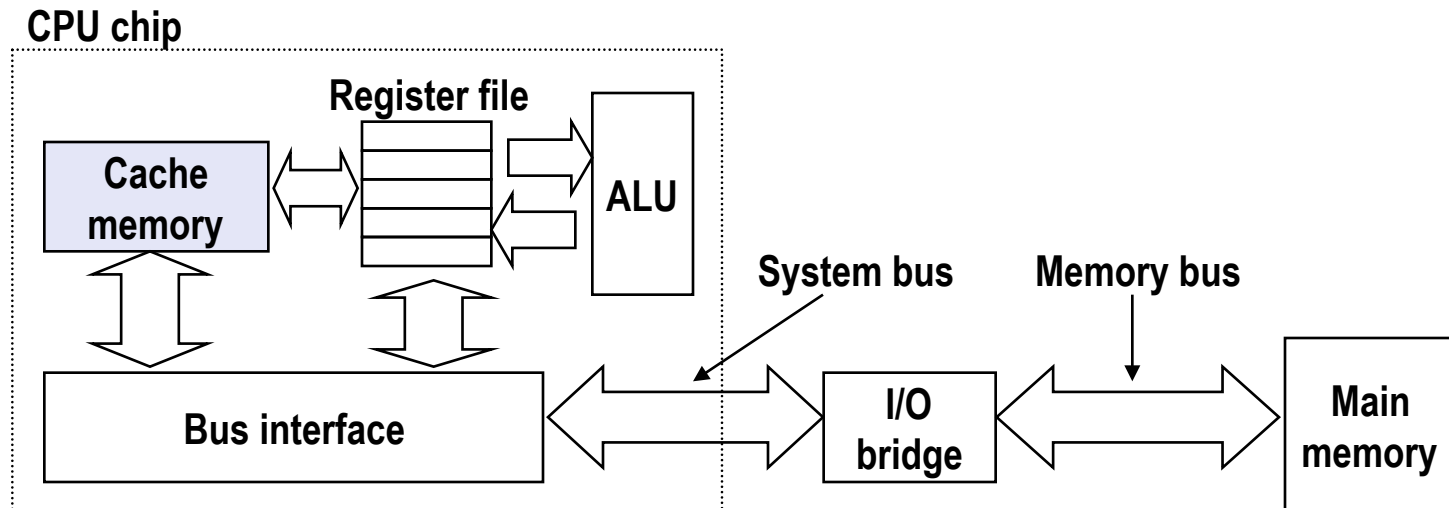 CPU chip
Register file
Cache
memory
ALU
System bus
Memory bus
Bus interface
I/O
bridge
Main
memory